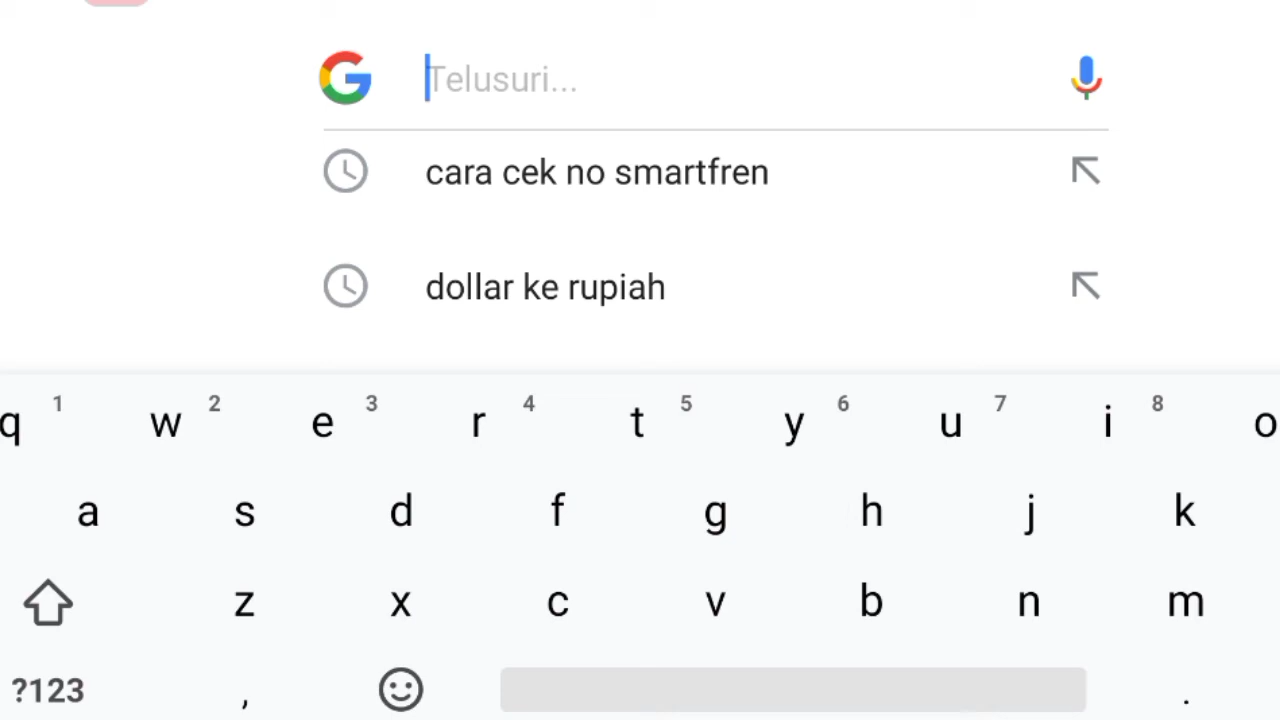 Telusuri...
cara cek no smartfren
dollar ke rupiah
q 1 w 2 e 3 r 4 t 5 y 6 u 7 i 8 o
a s d f g h j k
z x c v b n m
?123 , .